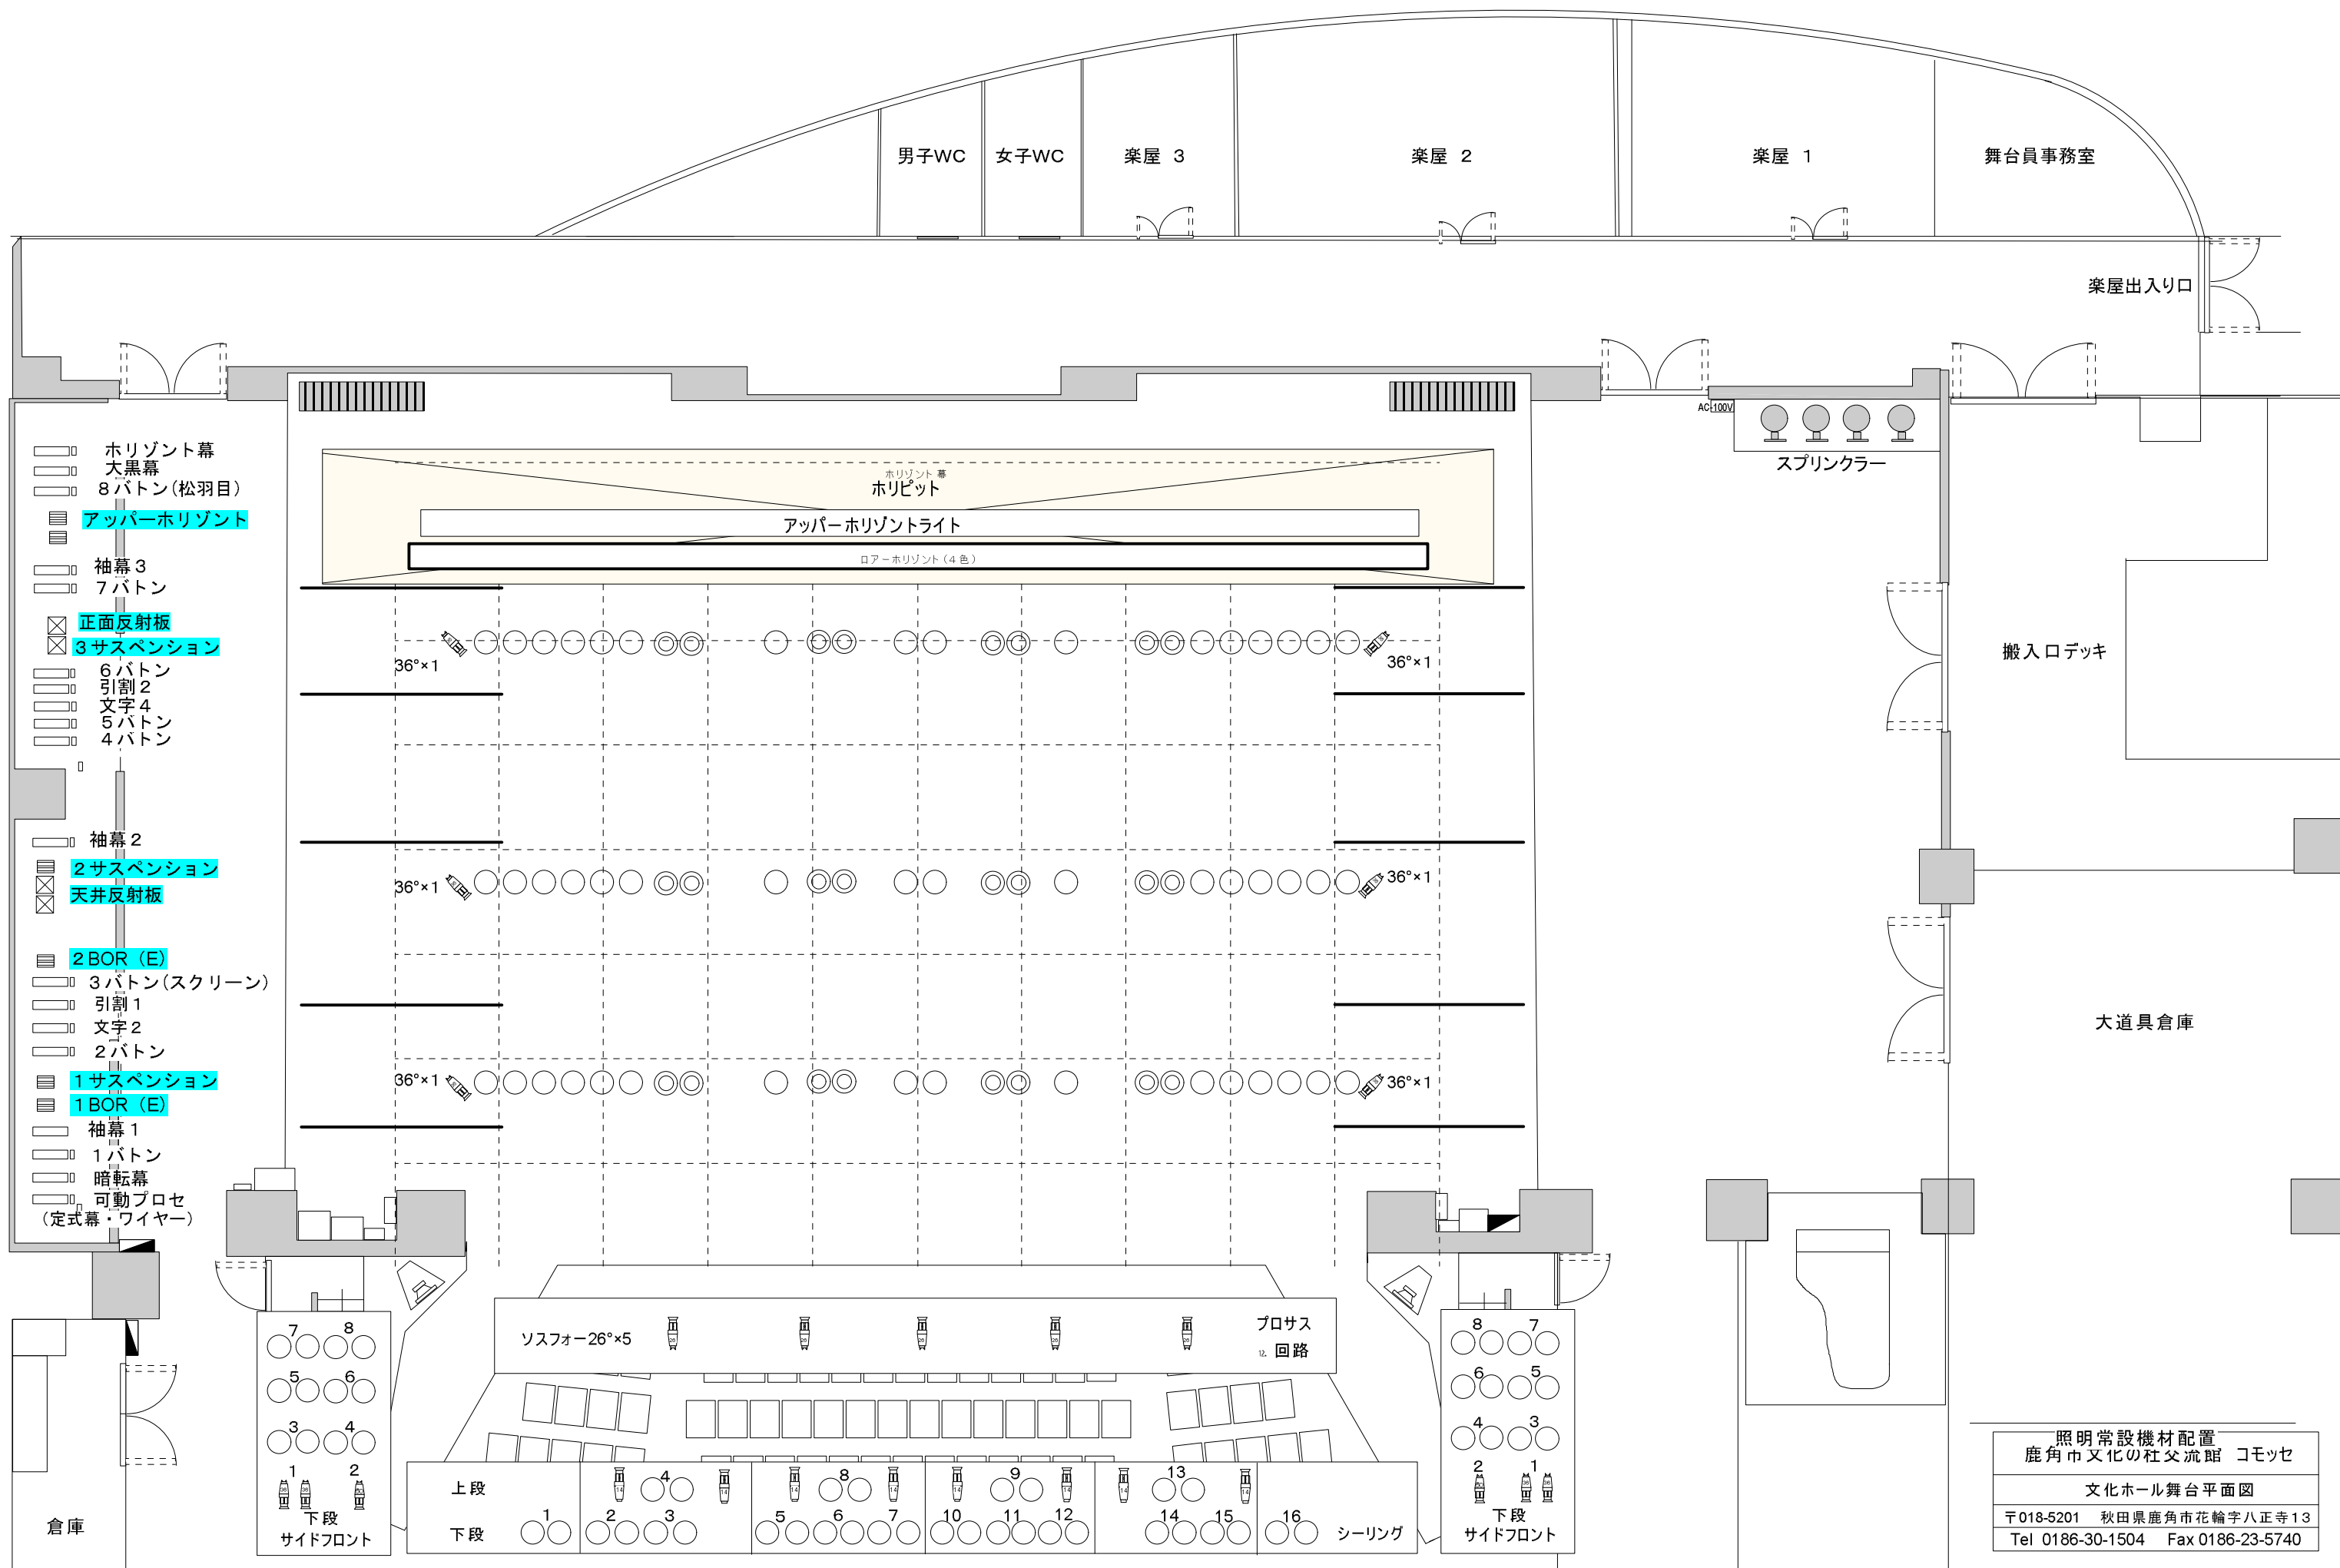 男子WC
女子WC
楽屋 3
楽屋 2
楽屋 1
舞台員事務室
楽屋出入り口
AC-100V
スプリンクラー
ホリゾント幕
大黒幕
8バトン(松羽目)
アッパーホリゾント
袖幕3
7バトン
正面反射板
3サスペンション
6バトン
引割2
文字4
5バトン
4バトン
袖幕2
2サスペンション
天井反射板
2BOR (E)
3バトン(スクリーン)
引割1
文字2
2バトン
1サスペンション
1BOR (E)
袖幕1
1バトン
暗転幕
可動プロセ
(定式幕・ワイヤー)
ホリゾント幕
ホリピット
アッパーホリゾントライト
ロアーホリゾント(4色)
36°×1
36°×1
36°×1
36°×1
36°×1
36°×1
搬入口デッキ
大道具倉庫
ソスフォー26°×5
26 26 26 26 26
プロサス
12. 回路
7 8
5 6
3 4
1 2
下段
サイドフロント
8 7
6 5
4 3
2 1
下段
サイドフロント
上段
4 8 9 13
14 14 14 14 14 14 14 14
下段
1 2 3 5 6 7 10 11 12 14 15 16
シーリング
倉庫
照明常設機材配置
鹿角市文化の杜交流館 コモッセ
文化ホール舞台平面図
〒018-5201 秋田県鹿角市花輪字八正寺13
Tel 0186-30-1504 Fax 0186-23-5740